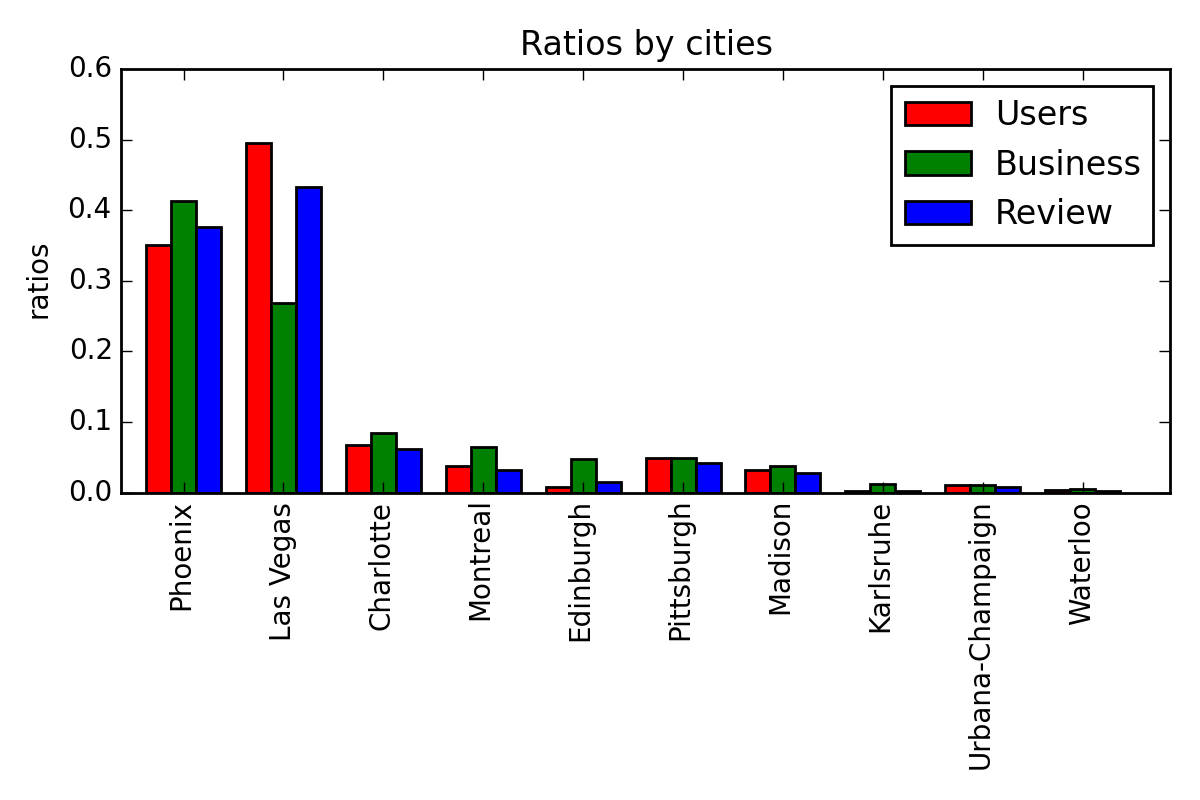 Ratios by cities
0.6
0.5
0.4
0.3
0.2
0.1
0.0
ratios
Users
Business
Review
Phoenix
Las Vegas
Charlotte
Montreal
Edinburgh
Pittsburgh
Madison
Karlsruhe
Urbana-Champaign
Waterloo